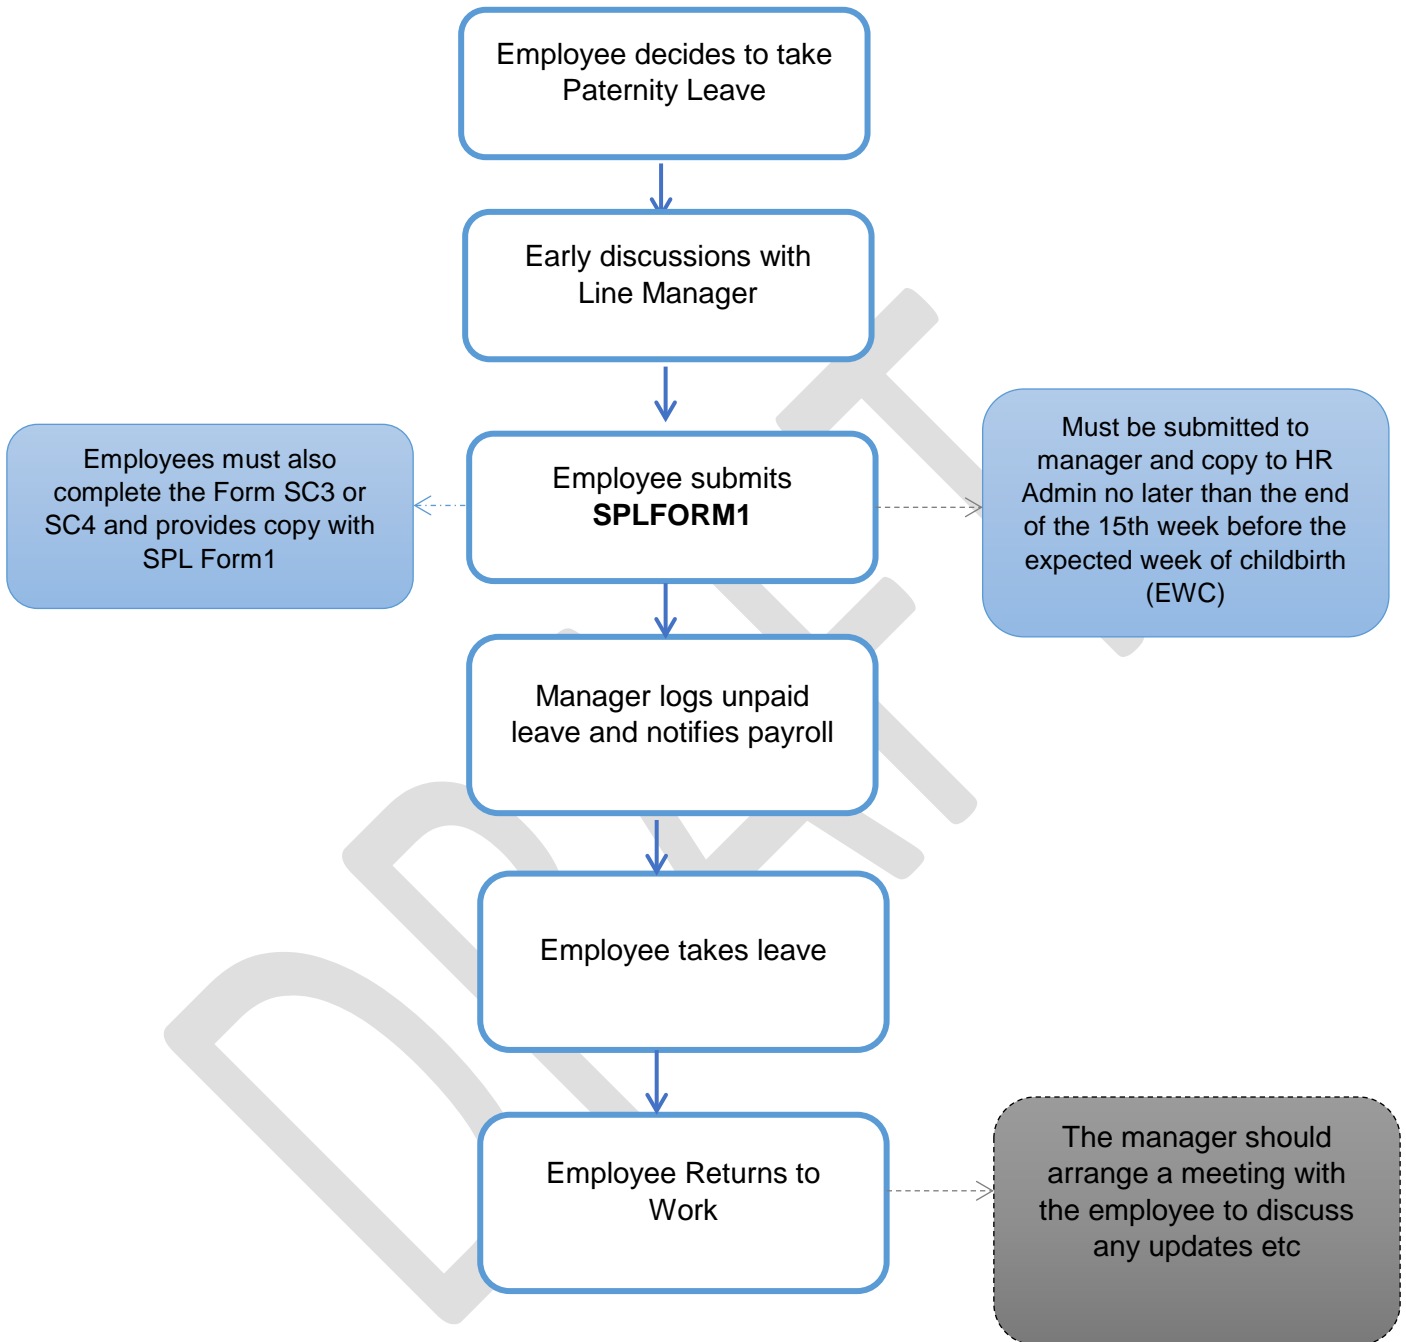 Employee decides to take
Paternity Leave
Early discussions with
Line Manager
Employees must also
complete the Form SC3 or
SC4 and provides copy with
SPL Form1
Employee submits
SPLFORM1
Must be submitted to
manager and copy to HR
Admin no later than the end
of the 15th week before the
expected week of childbirth
(EWC)
Manager logs unpaid
leave and notifies payroll
Employee takes leave
Employee Returns to
Work
The manager should
arrange a meeting with
the employee to discuss
any updates etc
DRAFT